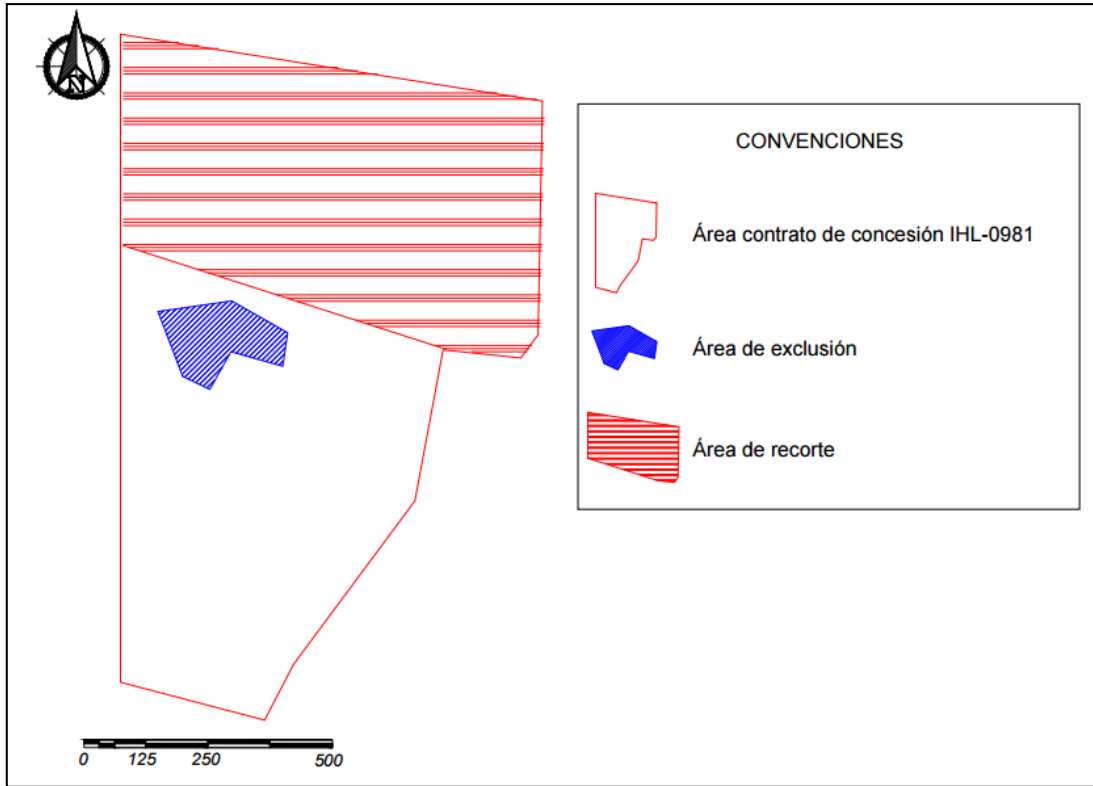 N
CONVENCIONES
Área contrato de concesión IHL-0981
Área de exclusión
Área de recorte
0 125 250 500